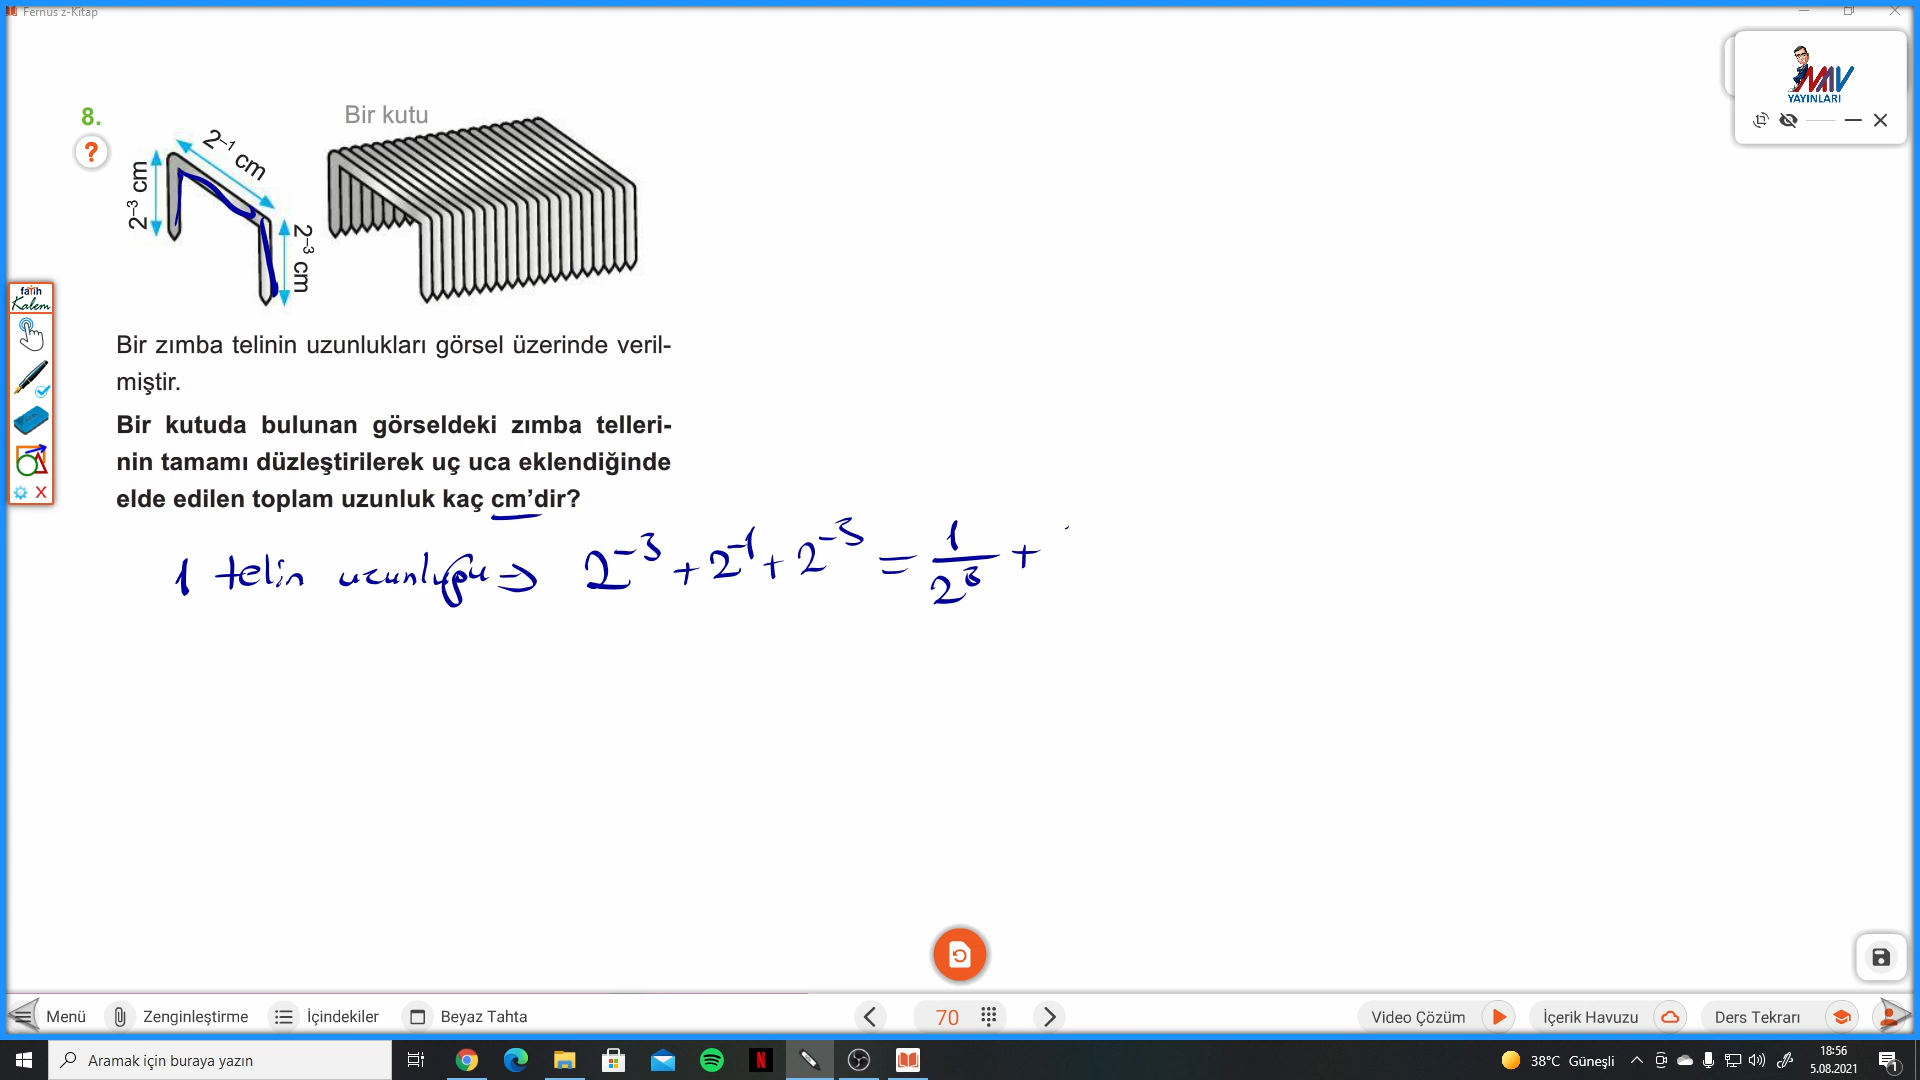 Fernus z-Kitap
MMV
YAYINLARI
8.
Bir kutu
2⁻¹ cm
2⁻³ cm
2⁻³ cm
fatih
Kalem
Bir zımba telinin uzunlukları görsel üzerinde veril-
miştir.
Bir kutuda bulunan görseldeki zımba telleri-
nin tamamı düzleştirilerek uç uca eklendiğinde
elde edilen toplam uzunluk kaç cm'dir?
1 telin uzunluğu ⇒ 2⁻³ + 2⁻¹ + 2⁻³ = 1/2³ +
Menü
Zenginleştirme
İçindekiler
Beyaz Tahta
70
Video Çözüm
İçerik Havuzu
Ders Tekrarı
Aramak için buraya yazın
38°C Güneşli
18:56
5.08.2021
1